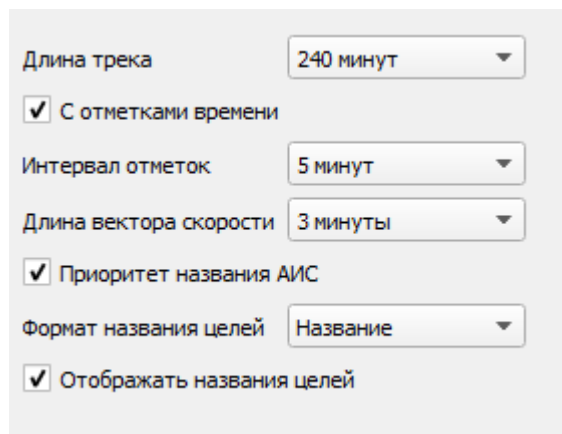 Длина трека 240 минут
С отметками времени
Интервал отметок 5 минут
Длина вектора скорости 3 минуты
Приоритет названия АИС
Формат названия целей Название
Отображать названия целей